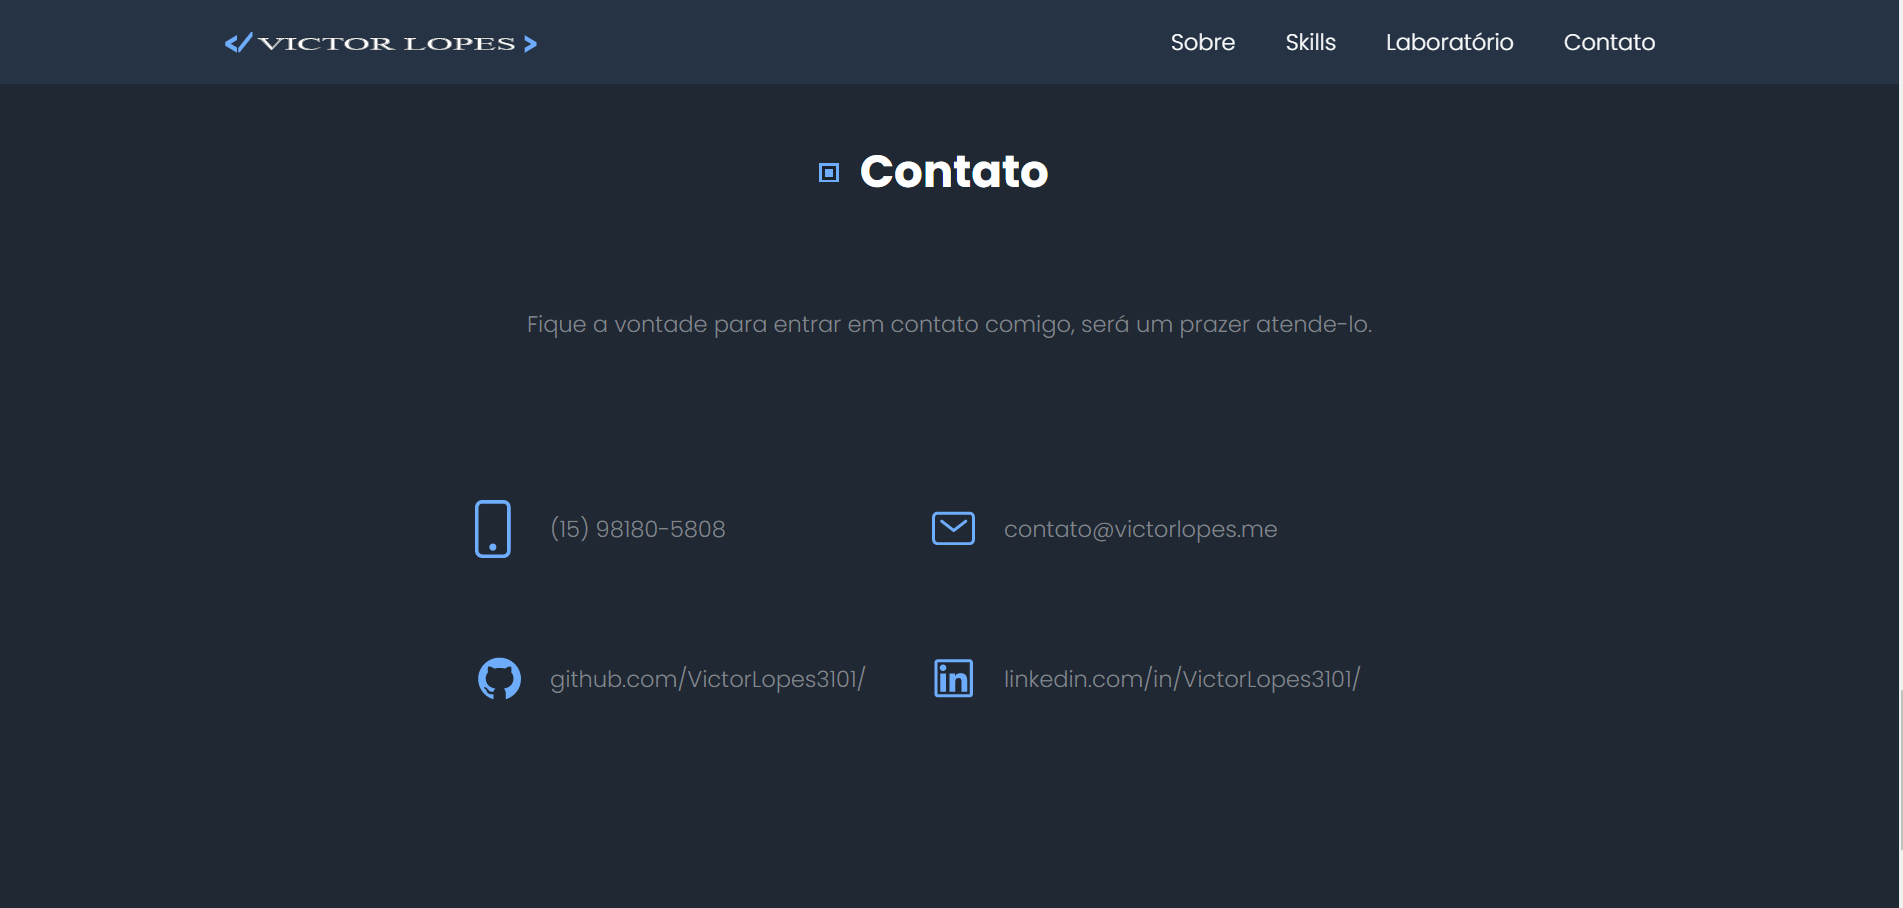 </ VICTOR LOPES >
Sobre Skills Laboratório Contato
Contato
Fique a vontade para entrar em contato comigo, será um prazer atende-lo.
(15) 98180-5808
contato@victorlopes.me
github.com/VictorLopes3101/
linkedin.com/in/VictorLopes3101/